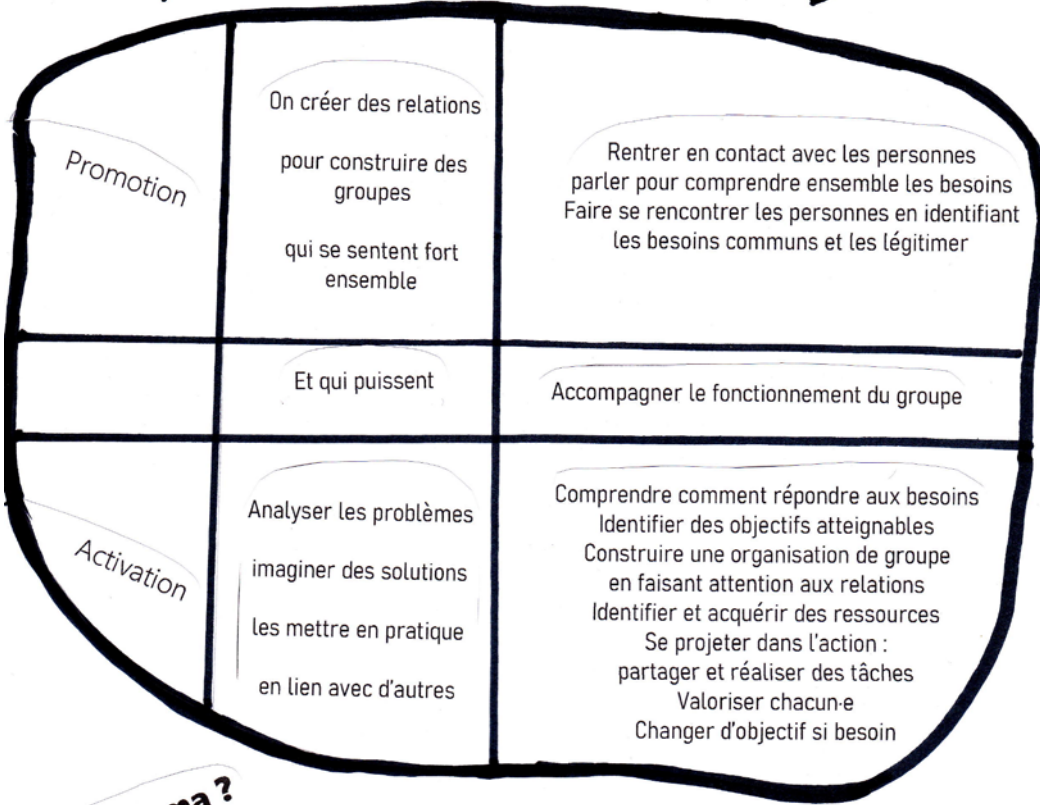 Promotion
On créer des relations
pour construire des
groupes
qui se sentent fort
ensemble
Rentrer en contact avec les personnes
parler pour comprendre ensemble les besoins
Faire se rencontrer les personnes en identifiant
les besoins communs et les légitimer
Et qui puissent
Accompagner le fonctionnement du groupe
Activation
Analyser les problèmes
imaginer des solutions
les mettre en pratique
en lien avec d'autres
Comprendre comment répondre aux besoins
Identifier des objectifs atteignables
Construire une organisation de groupe
en faisant attention aux relations
Identifier et acquérir des ressources
Se projeter dans l'action :
partager et réaliser des tâches
Valoriser chacun·e
Changer d'objectif si besoin